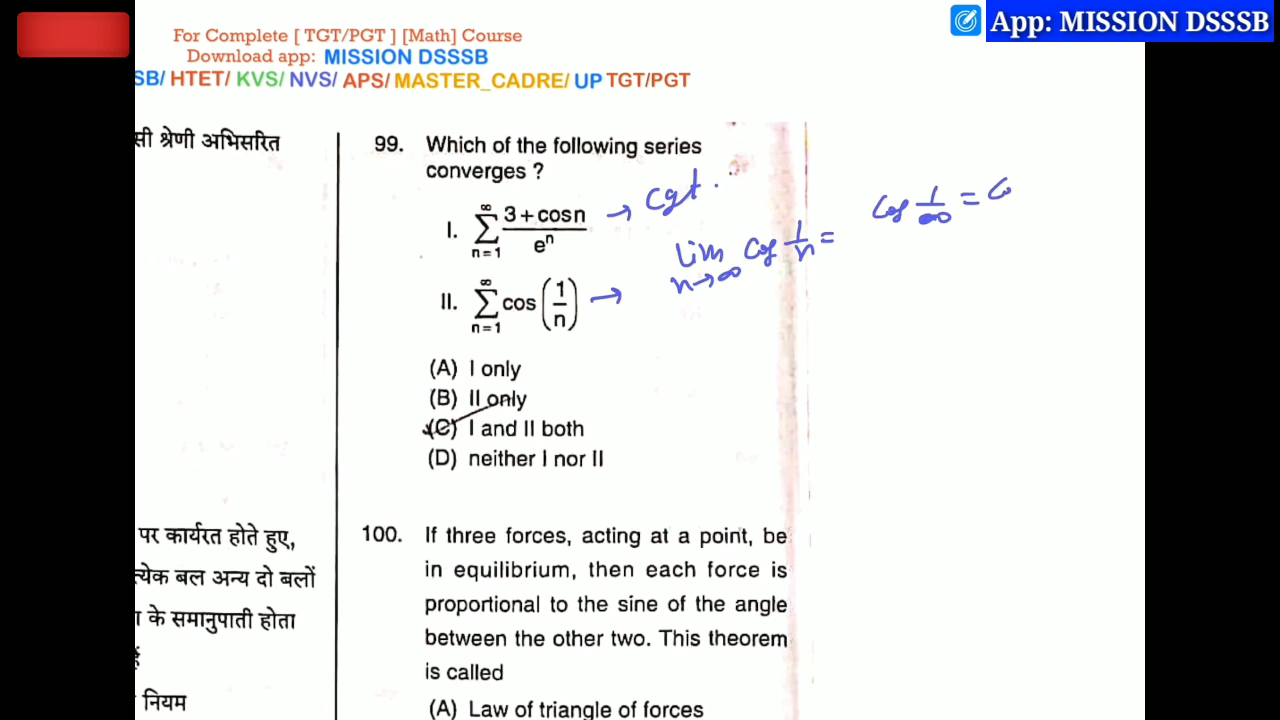 App: MISSION DSSSB
For Complete [ TGT/PGT ] [Math] Course
Download app: MISSION DSSSB
SB/ HTET/ KVS/ NVS/ APS/ MASTER_CADRE/ UP TGT/PGT
सी श्रेणी अभिसरित
99. Which of the following series
converges ?
I. ∑_{n=1}^{∞} (3+cosn)/(e^n) → Cgt.
II. ∑_{n=1}^{∞} cos(1/n) → lim_{n→∞} Cos 1/n = Cos 1/∞ = Co
(A) I only
(B) II only
(C) I and II both
(D) neither I nor II
पर कार्यरत होते हुए,
त्येक बल अन्य दो बलों
के समानुपाती होता
नियम
100. If three forces, acting at a point, be
in equilibrium, then each force is
proportional to the sine of the angle
between the other two. This theorem
is called
(A) Law of triangle of forces